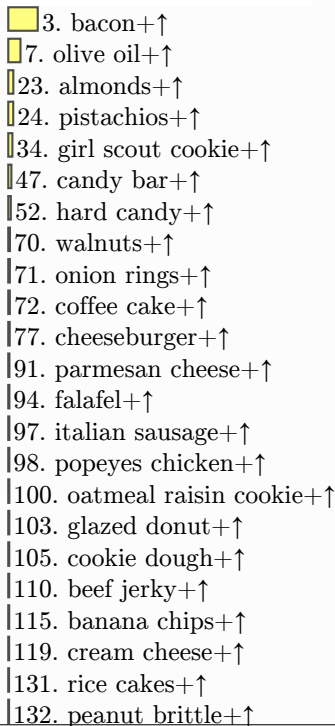 3. bacon+↑
7. olive oil+↑
23. almonds+↑
24. pistachios+↑
34. girl scout cookie+↑
47. candy bar+↑
52. hard candy+↑
70. walnuts+↑
71. onion rings+↑
72. coffee cake+↑
77. cheeseburger+↑
91. parmesan cheese+↑
94. falafel+↑
97. italian sausage+↑
98. popeyes chicken+↑
100. oatmeal raisin cookie+↑
103. glazed donut+↑
105. cookie dough+↑
110. beef jerky+↑
115. banana chips+↑
119. cream cheese+↑
131. rice cakes+↑
132. peanut brittle+↑